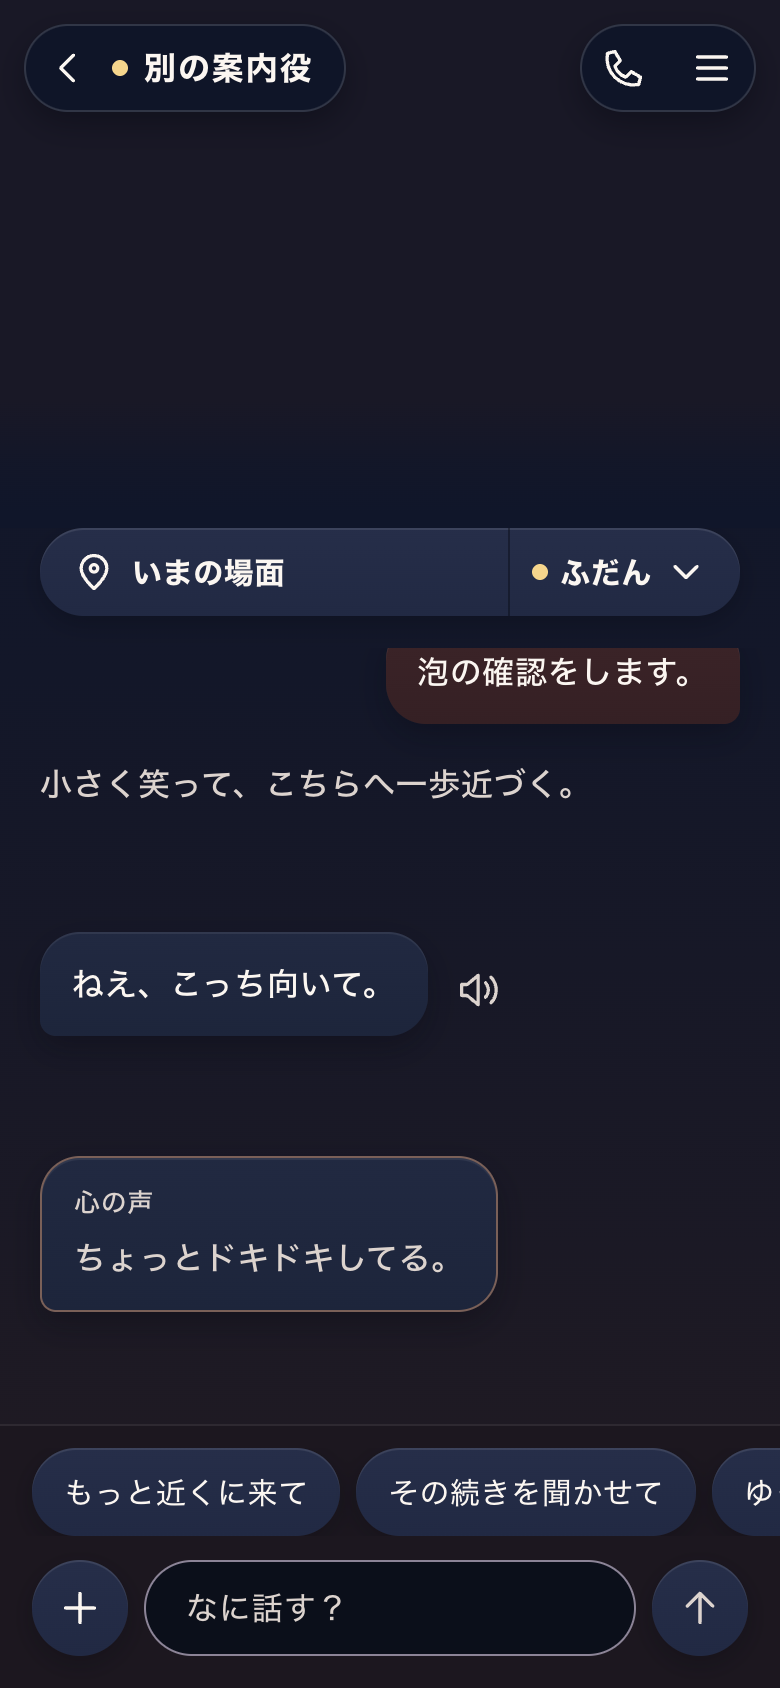 別の案内役
いまの場面
ふだん
泡の確認をします。
小さく笑って、こちらへ一歩近づく。
ねえ、こっち向いて。
心の声
ちょっとドキドキしてる。
もっと近くに来て
その続きを聞かせて
ゆ
なに話す？